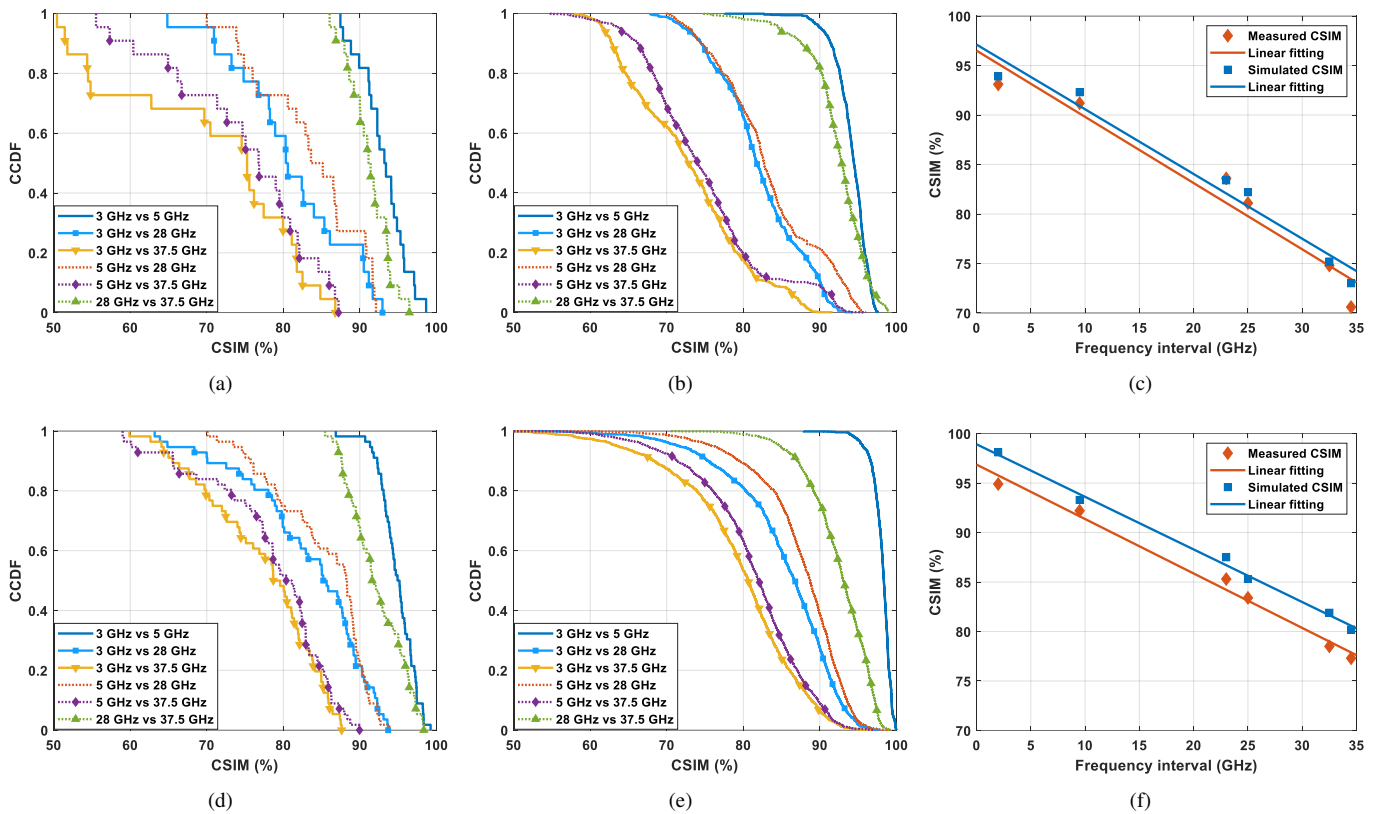 1
0.8
0.6
0.4
0.2
0
CCDF
50
60
70
80
90
100
CSIM (%)
3 GHz vs 5 GHz
3 GHz vs 28 GHz
3 GHz vs 37.5 GHz
5 GHz vs 28 GHz
5 GHz vs 37.5 GHz
28 GHz vs 37.5 GHz
(a)
1
0.8
0.6
0.4
0.2
0
CCDF
50
60
70
80
90
100
CSIM (%)
3 GHz vs 5 GHz
3 GHz vs 28 GHz
3 GHz vs 37.5 GHz
5 GHz vs 28 GHz
5 GHz vs 37.5 GHz
28 GHz vs 37.5 GHz
(b)
100
95
90
85
80
75
70
CSIM (%)
0
5
10
15
20
25
30
35
Frequency interval (GHz)
Measured CSIM
Linear fitting
Simulated CSIM
Linear fitting
(c)
1
0.8
0.6
0.4
0.2
0
CCDF
50
60
70
80
90
100
CSIM (%)
3 GHz vs 5 GHz
3 GHz vs 28 GHz
3 GHz vs 37.5 GHz
5 GHz vs 28 GHz
5 GHz vs 37.5 GHz
28 GHz vs 37.5 GHz
(d)
1
0.8
0.6
0.4
0.2
0
CCDF
50
60
70
80
90
100
CSIM (%)
3 GHz vs 5 GHz
3 GHz vs 28 GHz
3 GHz vs 37.5 GHz
5 GHz vs 28 GHz
5 GHz vs 37.5 GHz
28 GHz vs 37.5 GHz
(e)
100
95
90
85
80
75
70
CSIM (%)
0
5
10
15
20
25
30
35
Frequency interval (GHz)
Measured CSIM
Linear fitting
Simulated CSIM
Linear fitting
(f)